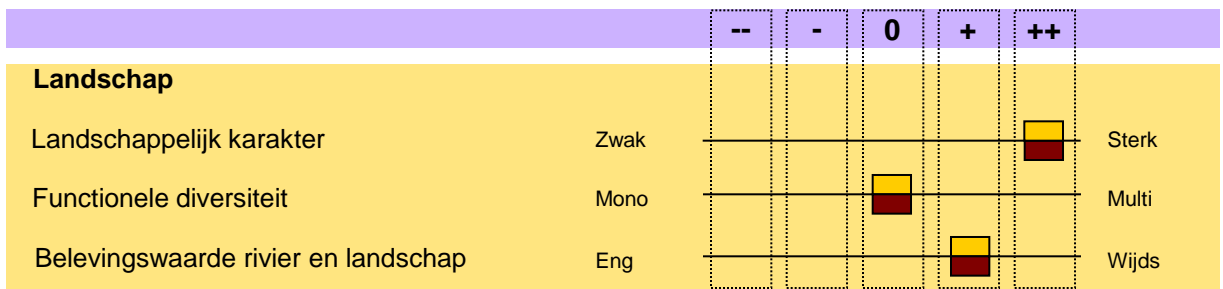 -- - 0 + ++
Landschap
Landschappelijk karakter Zwak Sterk
Functionele diversiteit Mono Multi
Belevingswaarde rivier en landschap Eng Wijds